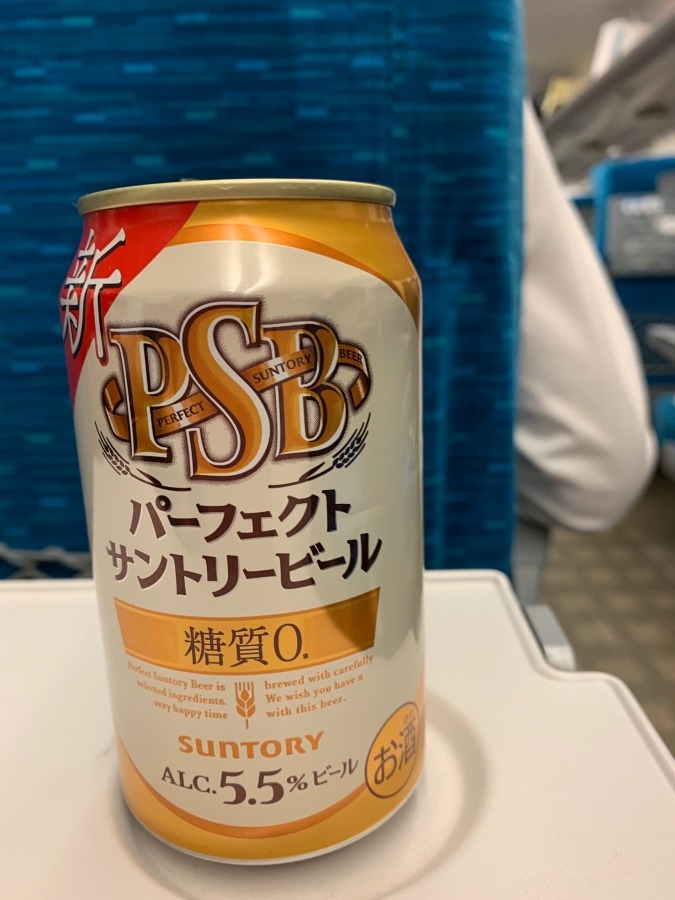 新
PSB
PERFECT SUNTORY BEER
パーフェクト
サントリービール
糖質0.
Perfect Suntory Beer is
selected ingredients.
very happy time
brewed with carefully
We wish you have a
with this beer.
SUNTORY
ALC.5.5%ビール
お酒